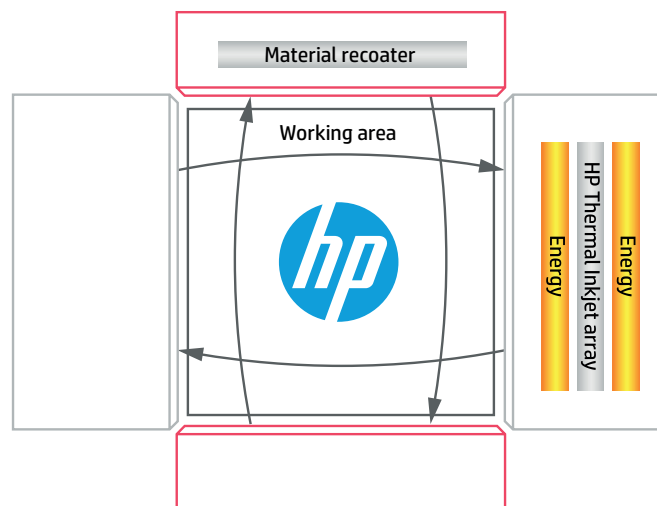 Material recoater
Working area
hp
Energy
HP Thermal Inkjet array
Energy